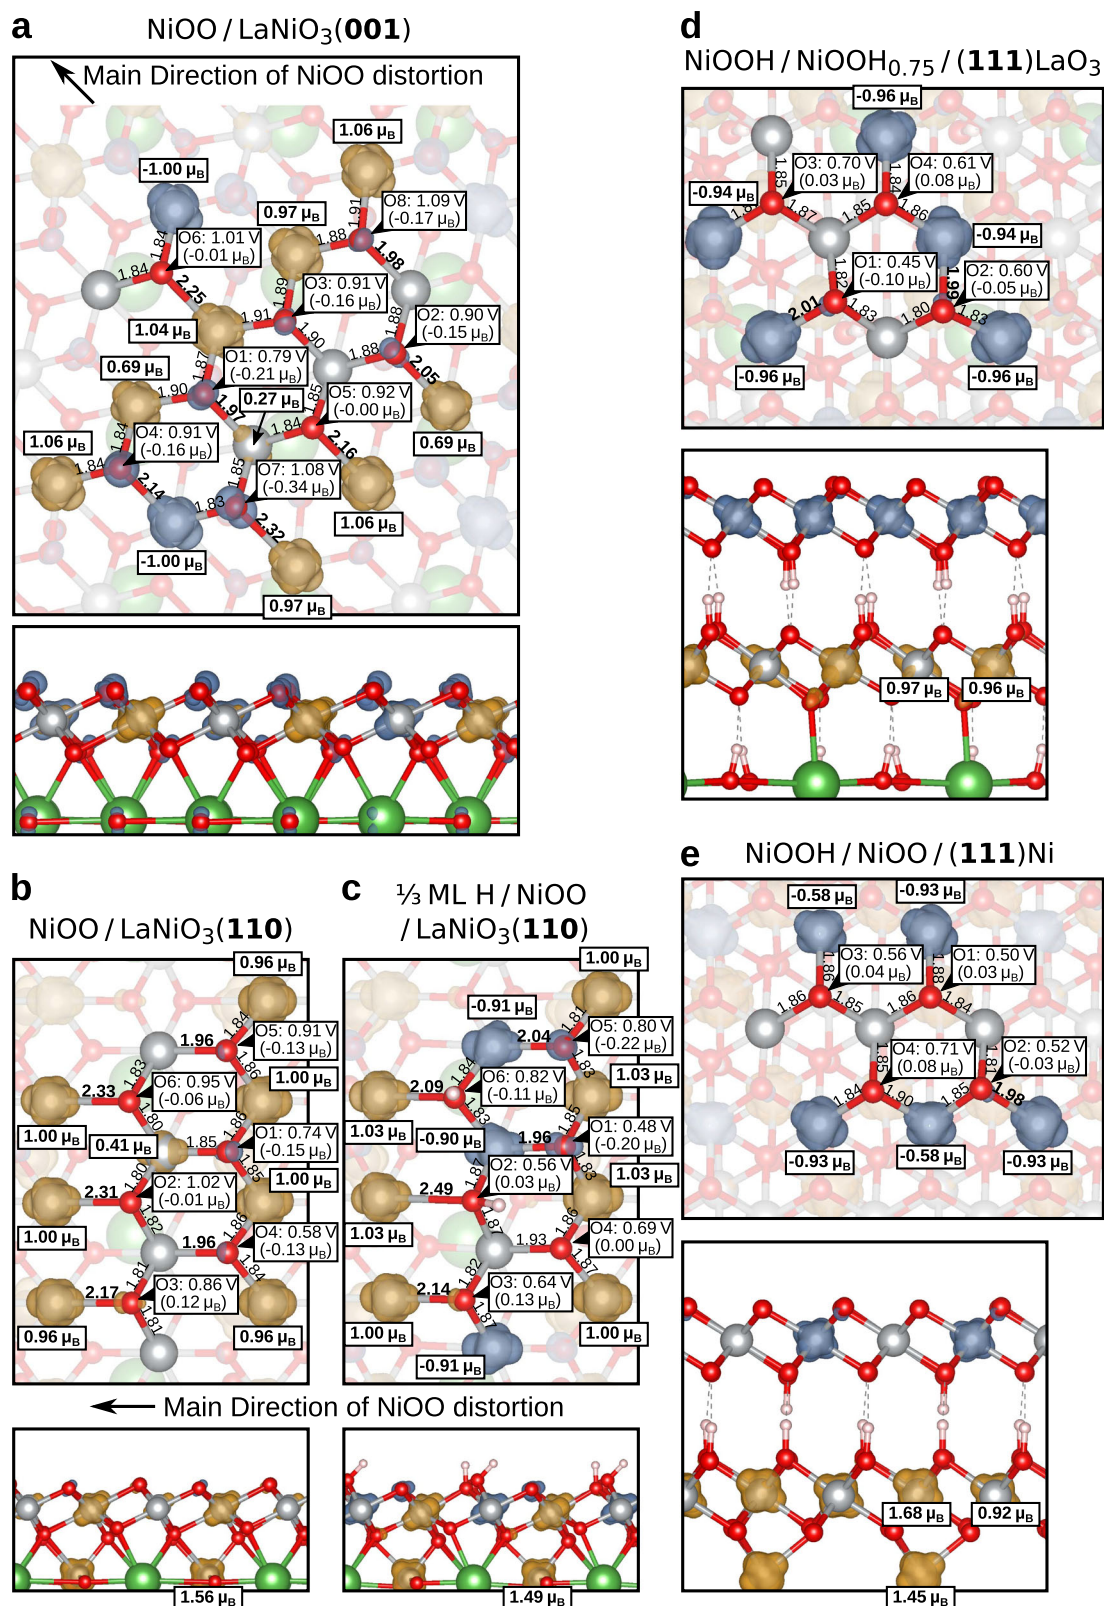 a
NiOO / LaNiO3(001)
Main Direction of NiOO distortion
1.06 μB
-1.00 μB
O8: 1.09 V
(-0.17 μB)
0.97 μB
1.91
1.88
1.84
O6: 1.01 V
(-0.01 μB)
1.98
1.84
2.25
1.89
O3: 0.91 V
(-0.16 μB)
1.04 μB
1.91
1.90
1.88
O2: 0.90 V
(-0.15 μB)
0.69 μB
1.87
O1: 0.79 V
(-0.21 μB)
1.88
2.05
1.90
0.27 μB
1.85
O5: 0.92 V
(-0.00 μB)
1.97
1.84
1.06 μB
1.84
O4: 0.91 V
(-0.16 μB)
0.69 μB
1.84
2.14
1.85
O7: 1.08 V
(-0.34 μB)
2.16
1.83
2.32
1.06 μB
-1.00 μB
0.97 μB
b
NiOO / LaNiO3(110)
0.96 μB
1.84
O5: 0.91 V
(-0.13 μB)
1.96
1.83
1.86
1.00 μB
2.33
O6: 0.95 V
(-0.06 μB)
1.00 μB
1.80
0.41 μB
1.86
1.85
O1: 0.74 V
(-0.15 μB)
1.80
1.85
1.00 μB
2.31
O2: 1.02 V
(-0.01 μB)
1.00 μB
1.82
1.86
1.96
O4: 0.58 V
(-0.13 μB)
1.81
1.84
2.17
O3: 0.86 V
(0.12 μB)
0.96 μB
1.81
0.96 μB
c
⅓ ML H / NiOO
/ LaNiO3(110)
1.00 μB
-0.91 μB
1.81
2.04
O5: 0.80 V
(-0.22 μB)
1.84
1.83
1.03 μB
2.09
O6: 0.82 V
(-0.11 μB)
1.03 μB
1.83
1.85
-0.90 μB
1.96
O1: 0.48 V
(-0.20 μB)
1.87
O2: 0.56 V
(0.03 μB)
1.83
1.03 μB
2.49
1.03 μB
1.87
1.86
1.93
O4: 0.69 V
(0.00 μB)
1.82
1.87
2.14
O3: 0.64 V
(0.13 μB)
1.00 μB
1.87
1.00 μB
-0.91 μB
Main Direction of NiOO distortion
1.56 μB
1.49 μB
d
NiOOH / NiOOH0.75 / (111)LaO3
-0.96 μB
1.85
O3: 0.70 V
(0.03 μB)
1.84
O4: 0.61 V
(0.08 μB)
-0.94 μB
1.87
1.85
1.86
-0.94 μB
1.82
O1: 0.45 V
(-0.10 μB)
1.99
O2: 0.60 V
(-0.05 μB)
2.01
1.83
1.80
1.83
-0.96 μB
-0.96 μB
0.97 μB
0.96 μB
e
NiOOH / NiOO / (111)Ni
-0.58 μB
-0.93 μB
1.86
O3: 0.56 V
(0.04 μB)
1.88
O1: 0.50 V
(0.03 μB)
1.86
1.85
1.86
1.84
1.85
O4: 0.71 V
(0.08 μB)
1.81
O2: 0.52 V
(-0.03 μB)
1.84
1.90
1.85
1.98
-0.93 μB
-0.58 μB
-0.93 μB
1.68 μB
0.92 μB
1.45 μB